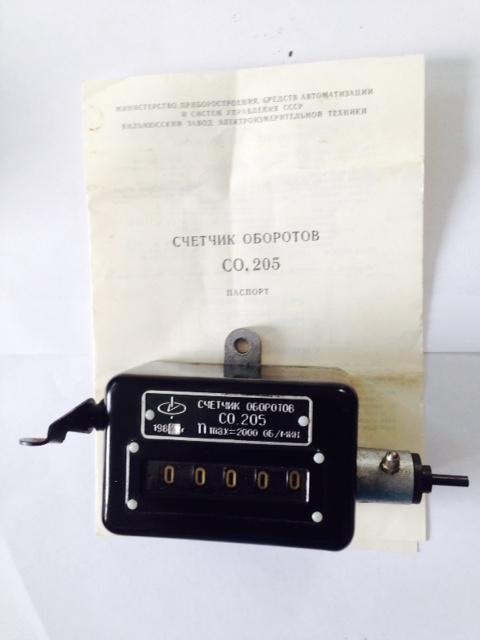 МИНИСТЕРСТВО ПРИБОРОСТРОЕНИЯ, СРЕДСТВ АВТОМАТИЗАЦИИ
И СИСТЕМ УПРАВЛЕНИЯ СССР
ВИЛЬНЮССКИЙ ЗАВОД ЭЛЕКТРОИЗМЕРИТЕЛЬНОЙ ТЕХНИКИ
СЧЕТЧИК ОБОРОТОВ
СО.205
ПАСПОРТ
СЧЕТЧИК ОБОРОТОВ
СО.205
n max=2000 ОБ/МИН
0 0 0 0 0